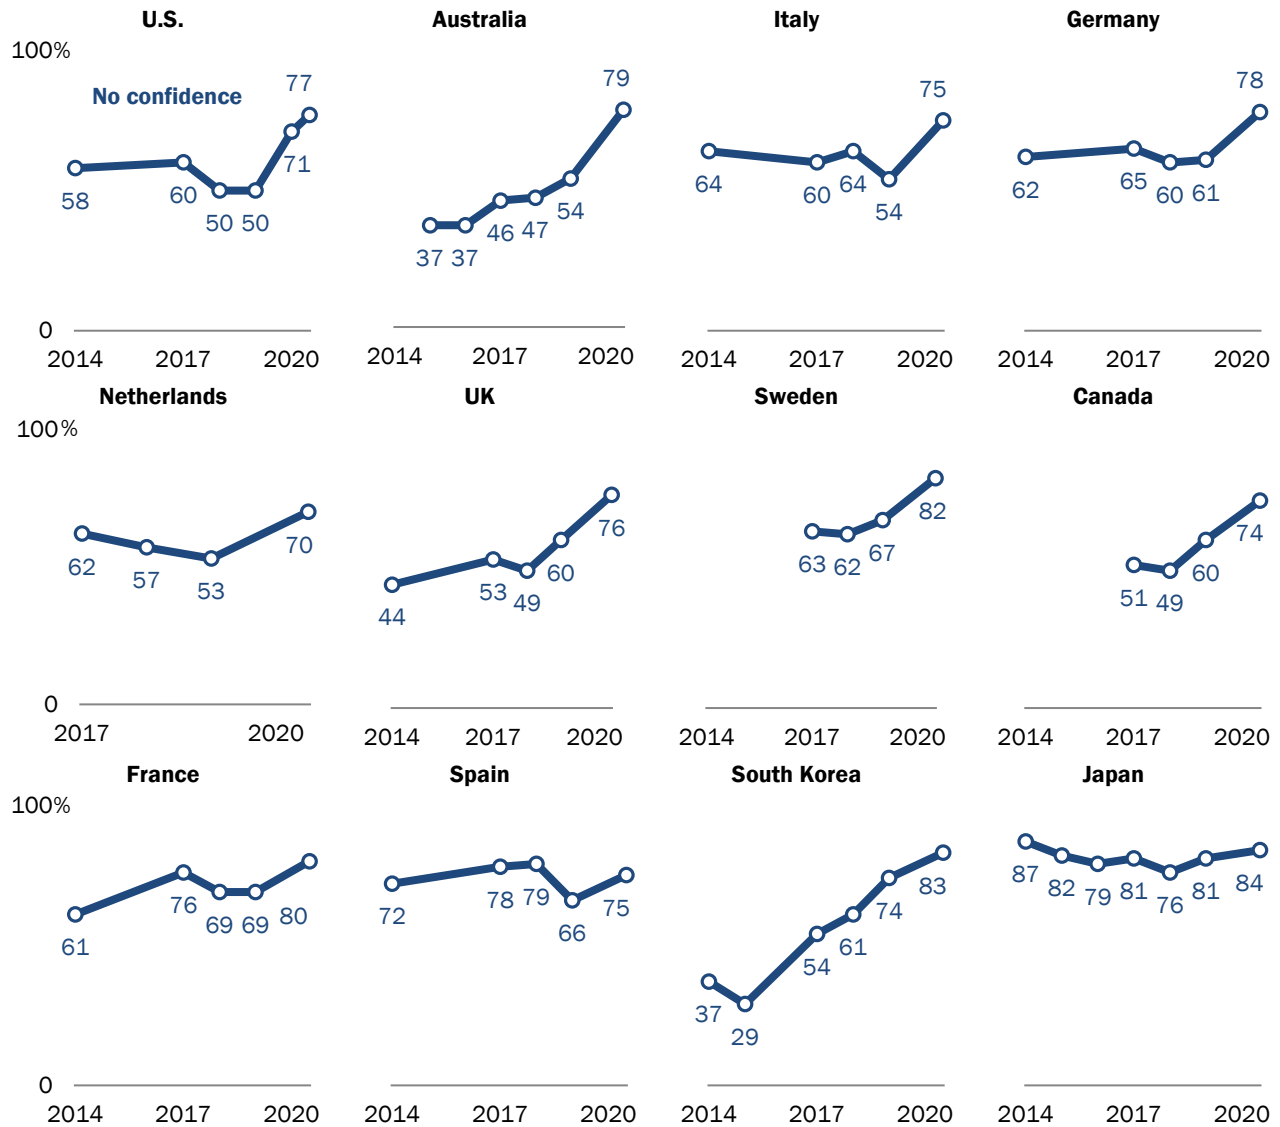 U.S. Australia Italy Germany
100%
77 79 75 78
No confidence
58 60 50 50 71
37 37 46 47 54
64 60 64 54
62 65 60 61
0
2014 2017 2020 2014 2017 2020 2014 2017 2020 2014 2017 2020
Netherlands UK Sweden Canada
100%
62 57 53 70
44 53 49 60 76
63 62 67 82
51 49 60 74
0
2017 2020 2014 2017 2020 2014 2017 2020 2014 2017 2020
France Spain South Korea Japan
100%
61 76 69 69 80
72 78 79 66 75
37 29 54 61 74 83
87 82 79 81 76 81 84
0
2014 2017 2020 2014 2017 2020 2014 2017 2020 2014 2017 2020